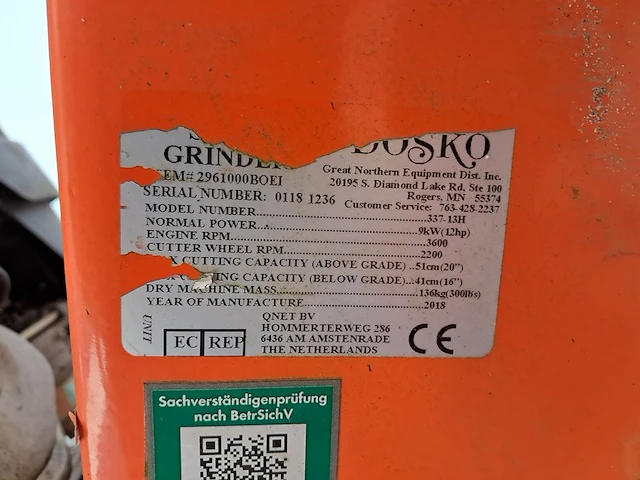 GRINDE
DOSKO
EM# 2961000BOEI
SERIAL NUMBER: 0118 1236
Great Northern Equipment Dist. Inc.
20195 S. Diamond Lake Rd, Ste 100
Rogers, MN 55374
Customer Service: 763-428-2237
MODEL NUMBER...337-13H
NORMAL POWER...9kW(12hp)
ENGINE RPM...3600
CUTTER WHEEL RPM...2200
X CUTTING CAPACITY (ABOVE GRADE)..51cm(20")
ING CAPACITY (BELOW GRADE)...41cm(16")
DRY MACHINE MASS...136kg(300lbs)
YEAR OF MANUFACTURE...2018
UNIT
EC REP
QNET BV
HOMMERTERWEG 286
6436 AM AMSTENRADE
THE NETHERLANDS
CE
Sachverständigenprüfung
nach BetrSichV